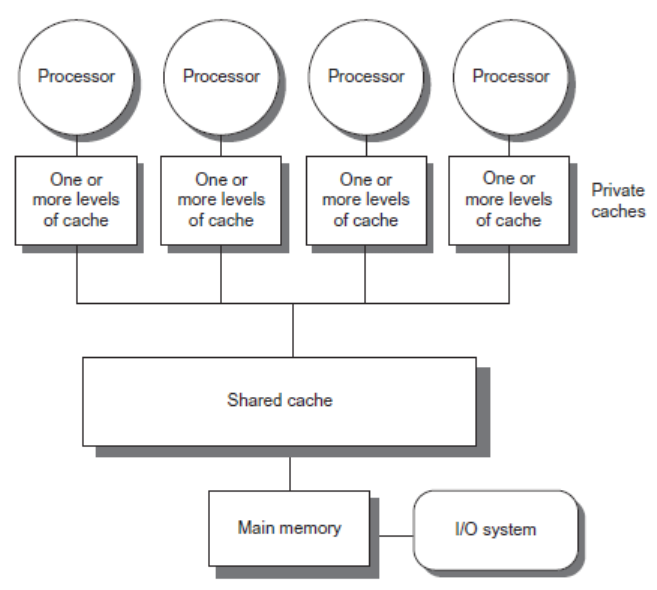 Processor
Processor
Processor
Processor
One or
more levels
of cache
One or
more levels
of cache
One or
more levels
of cache
One or
more levels
of cache
Private
caches
Shared cache
Main memory
I/O system